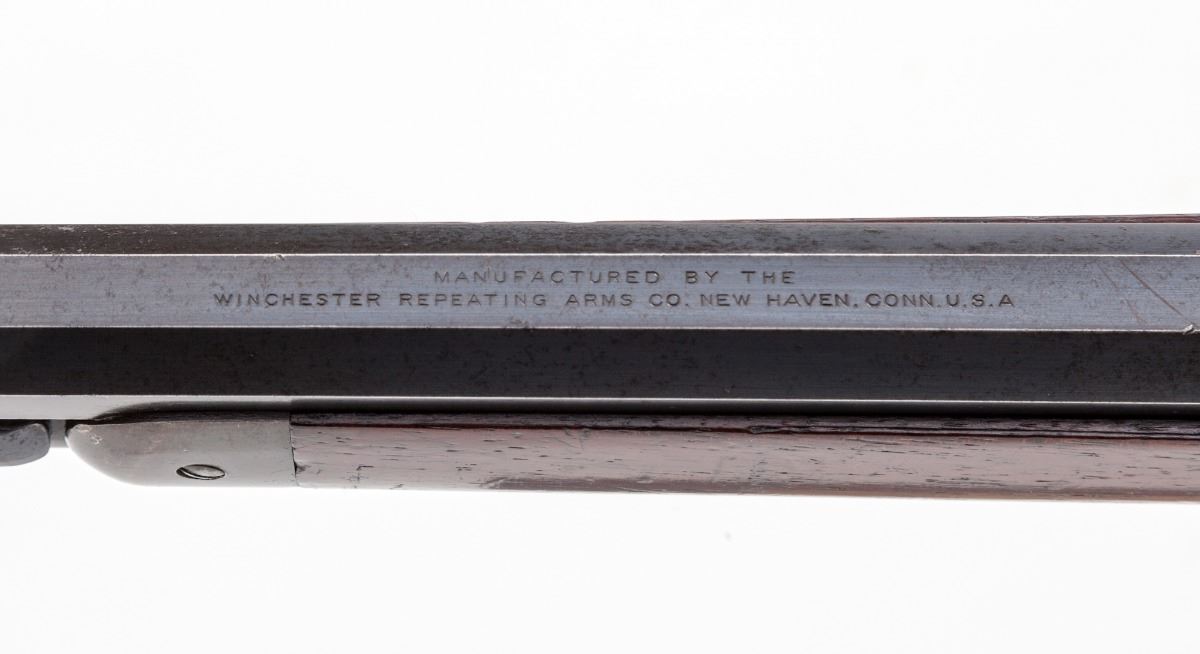 MANUFACTURED BY THE
WINCHESTER REPEATING ARMS CO. NEW HAVEN. CONN. U.S.A